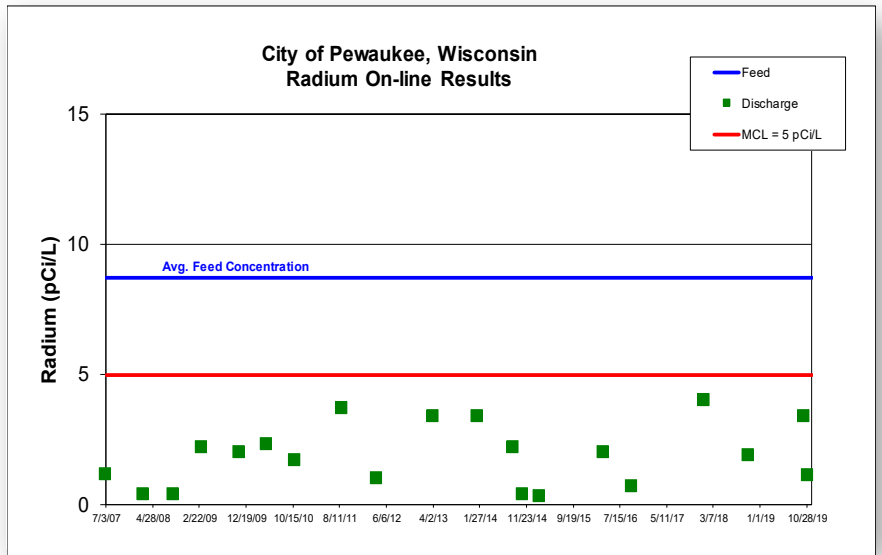 City of Pewaukee, Wisconsin
Radium On-line Results
Feed
Discharge
MCL = 5 pCi/L
15
10
5
0
Radium (pCi/L)
Avg. Feed Concentration
7/3/07 4/28/08 2/22/09 12/19/09 10/15/10 8/11/11 6/6/12 4/2/13 1/27/14 11/23/14 9/19/15 7/15/16 5/11/17 3/7/18 1/1/19 10/28/19